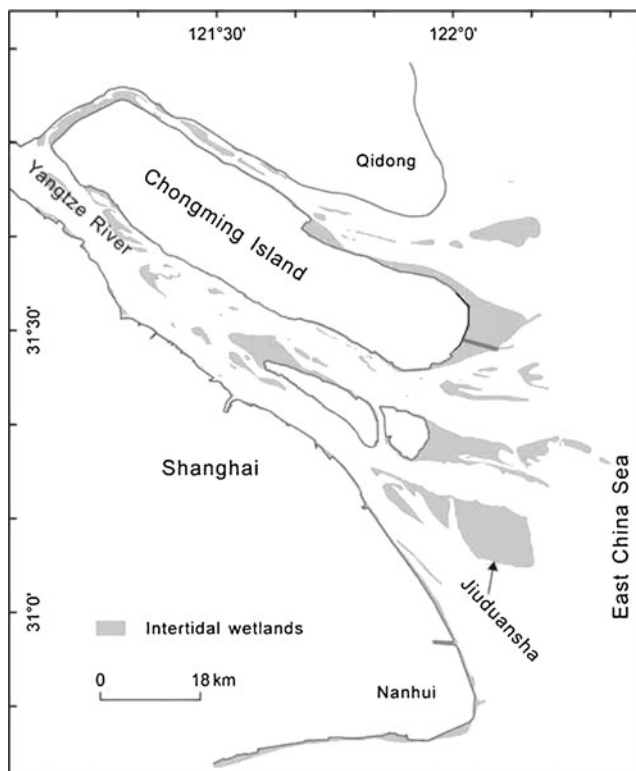 121°30'
122°0'
Qidong
Yangtze River
Chongming Island
31°30'
Shanghai
East China Sea
Jiuduansha
31°0'
Intertidal wetlands
0 18 km
Nanhui